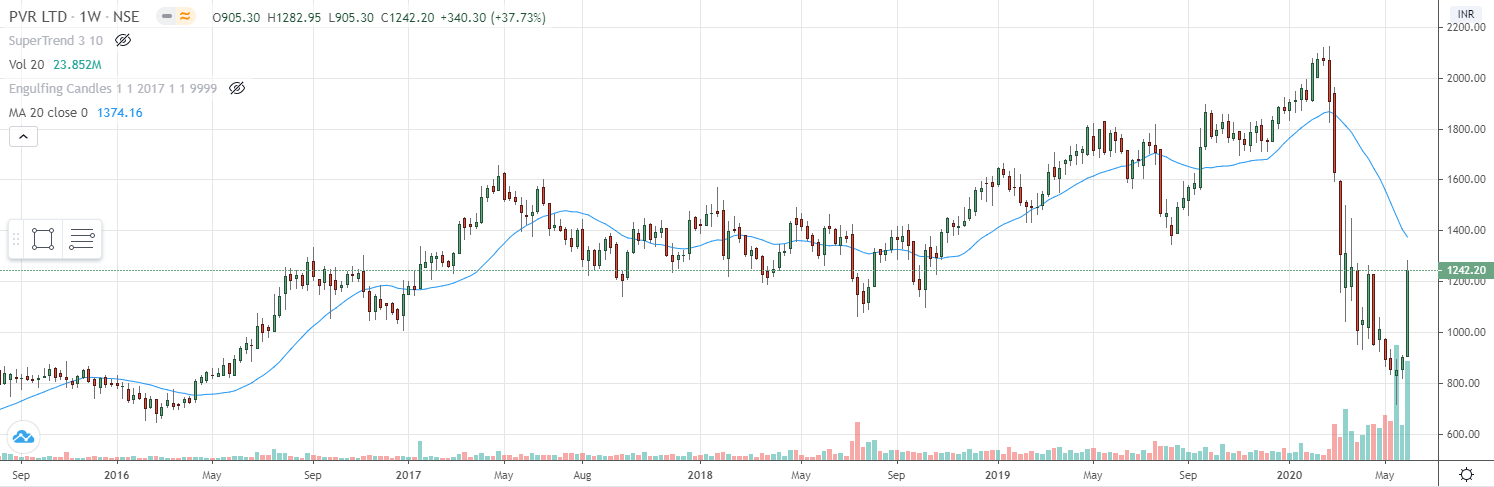 PVR LTD · 1W · NSE O905.30 H1282.95 L905.30 C1242.20 +340.30 (+37.73%)
SuperTrend 3 10
Vol 20 23.852M
Engulfing Candles 1 1 2017 1 1 9999
MA 20 close 0 1374.16
INR
2200.00
2000.00
1800.00
1600.00
1400.00
1242.20
1200.00
1000.00
800.00
600.00
Sep 2016 May Sep 2017 May Aug 2018 May Sep 2019 May Sep 2020 May